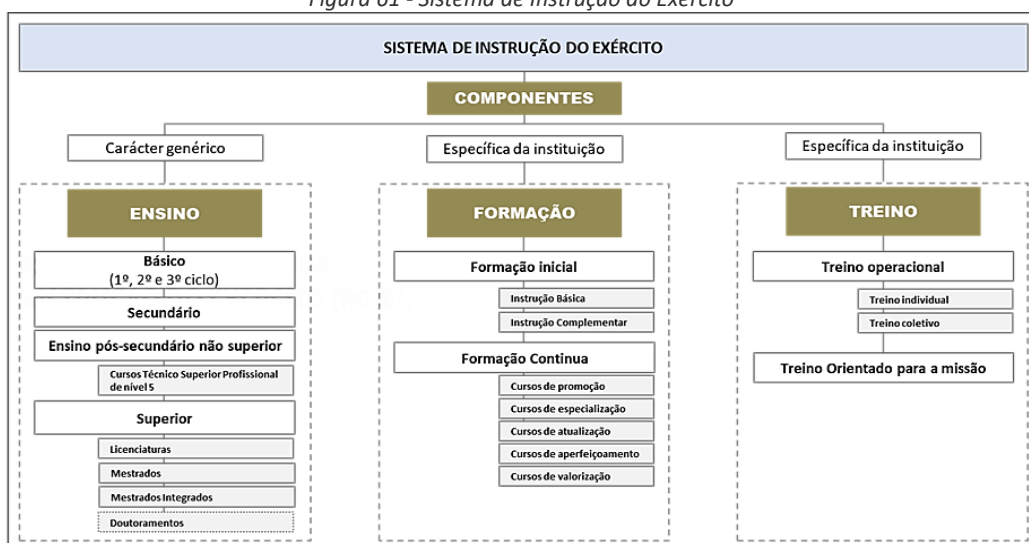 Figura 01 - Sistema de Instrução do Exército
SISTEMA DE INSTRUÇÃO DO EXÉRCITO
COMPONENTES
Carácter genérico
Específica da instituição
Específica da instituição
ENSINO
Básico
(1º, 2º e 3º ciclo)
Secundário
Ensino pós-secundário não superior
Cursos Técnico Superior Profissional
de nível 5
Superior
Licenciaturas
Mestrados
Mestrados Integrados
Doutoramentos
FORMAÇÃO
Formação inicial
Instrução Básica
Instrução Complementar
Formação Continua
Cursos de promoção
Cursos de especialização
Cursos de atualização
Cursos de aperfeiçoamento
Cursos de valorização
TREINO
Treino operacional
Treino individual
Treino coletivo
Treino Orientado para a missão